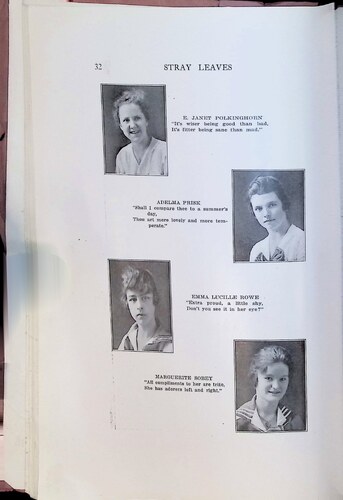 32
STRAY LEAVES
E. JANET POLKINGHORN
"It's wiser being good than bad,
It's fitter being sane than mad."
ADELMA PRISK
"Shall I compare thee to a summer's
day,
Thou art more lovely and more tem-
perate."
EMMA LUCILLE ROWE
"Extra proud, a little shy,
Don't you see it in her eye?"
MARGUERITE ROBEY
"All compliments to her are trite,
She has adorers left and right."